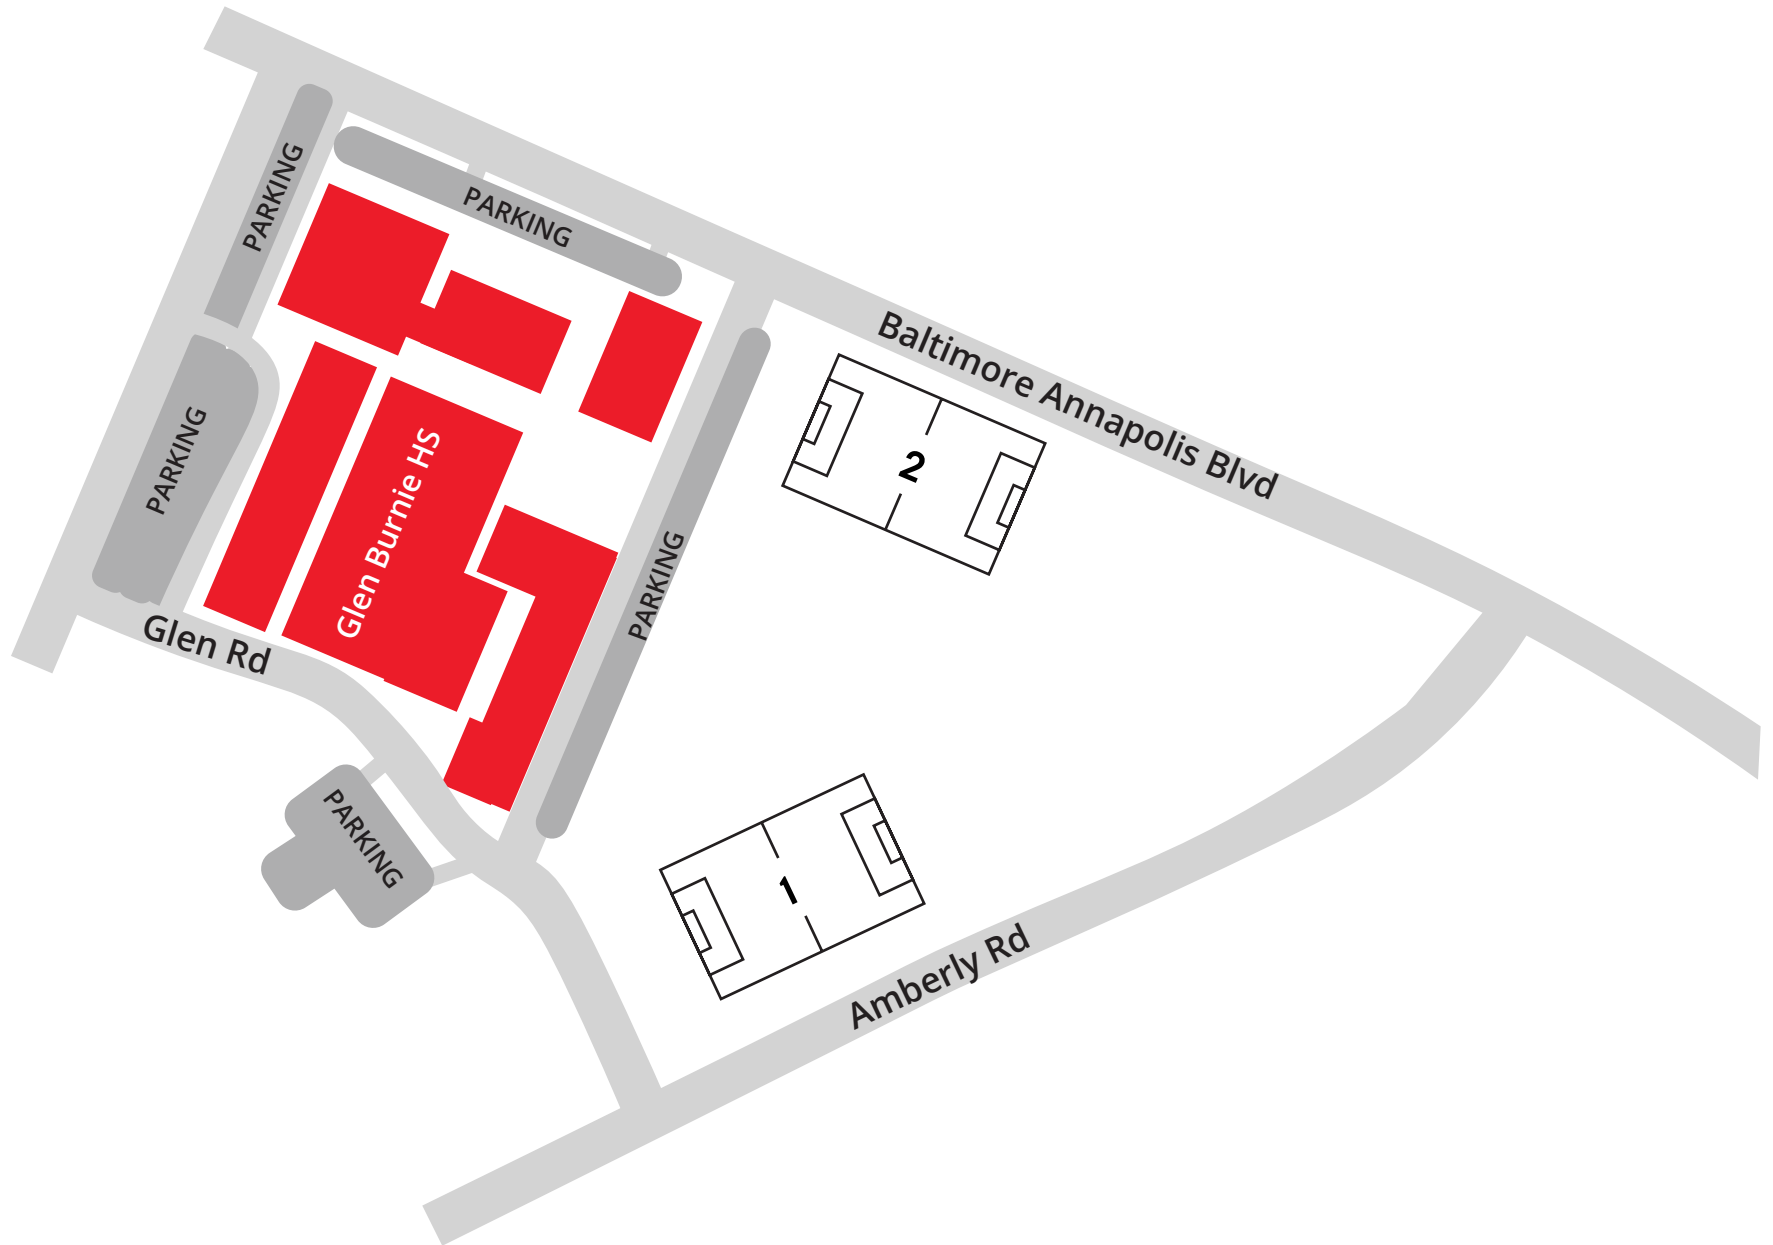 PARKING
PARKING
Baltimore Annapolis Blvd
2
PARKING
Glen Burnie HS
PARKING
Glen Rd
PARKING
1
Amberly Rd